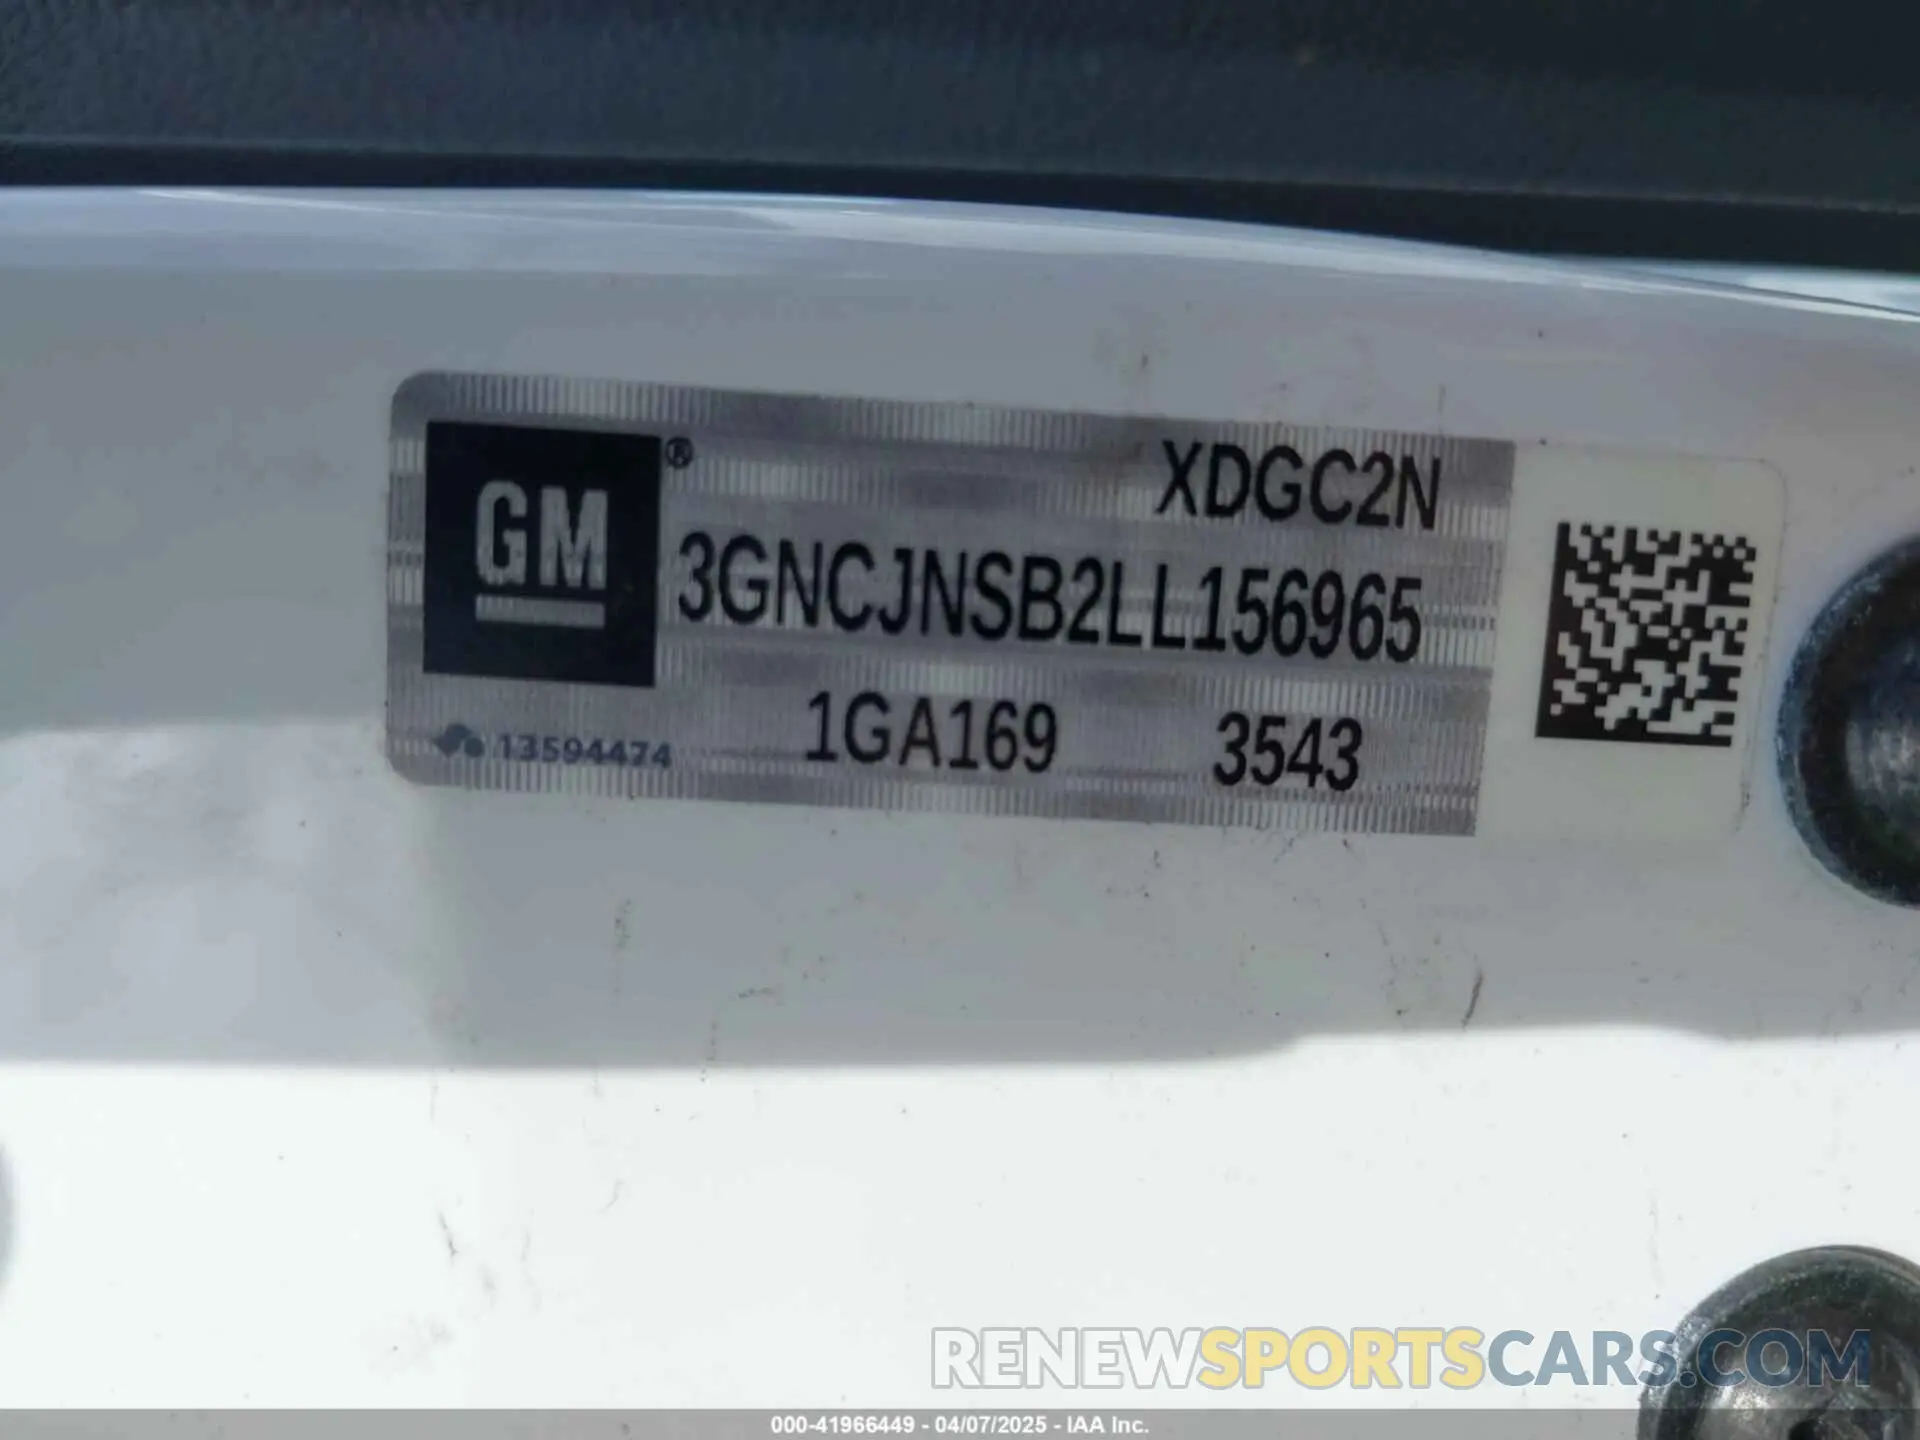 GM®
XDGC2N
3GNCJNSB2LL156965
1GA169 3543
13594474
RENEWSPORTSCARS.COM
000-41966449 - 04/07/2025 - IAA Inc.